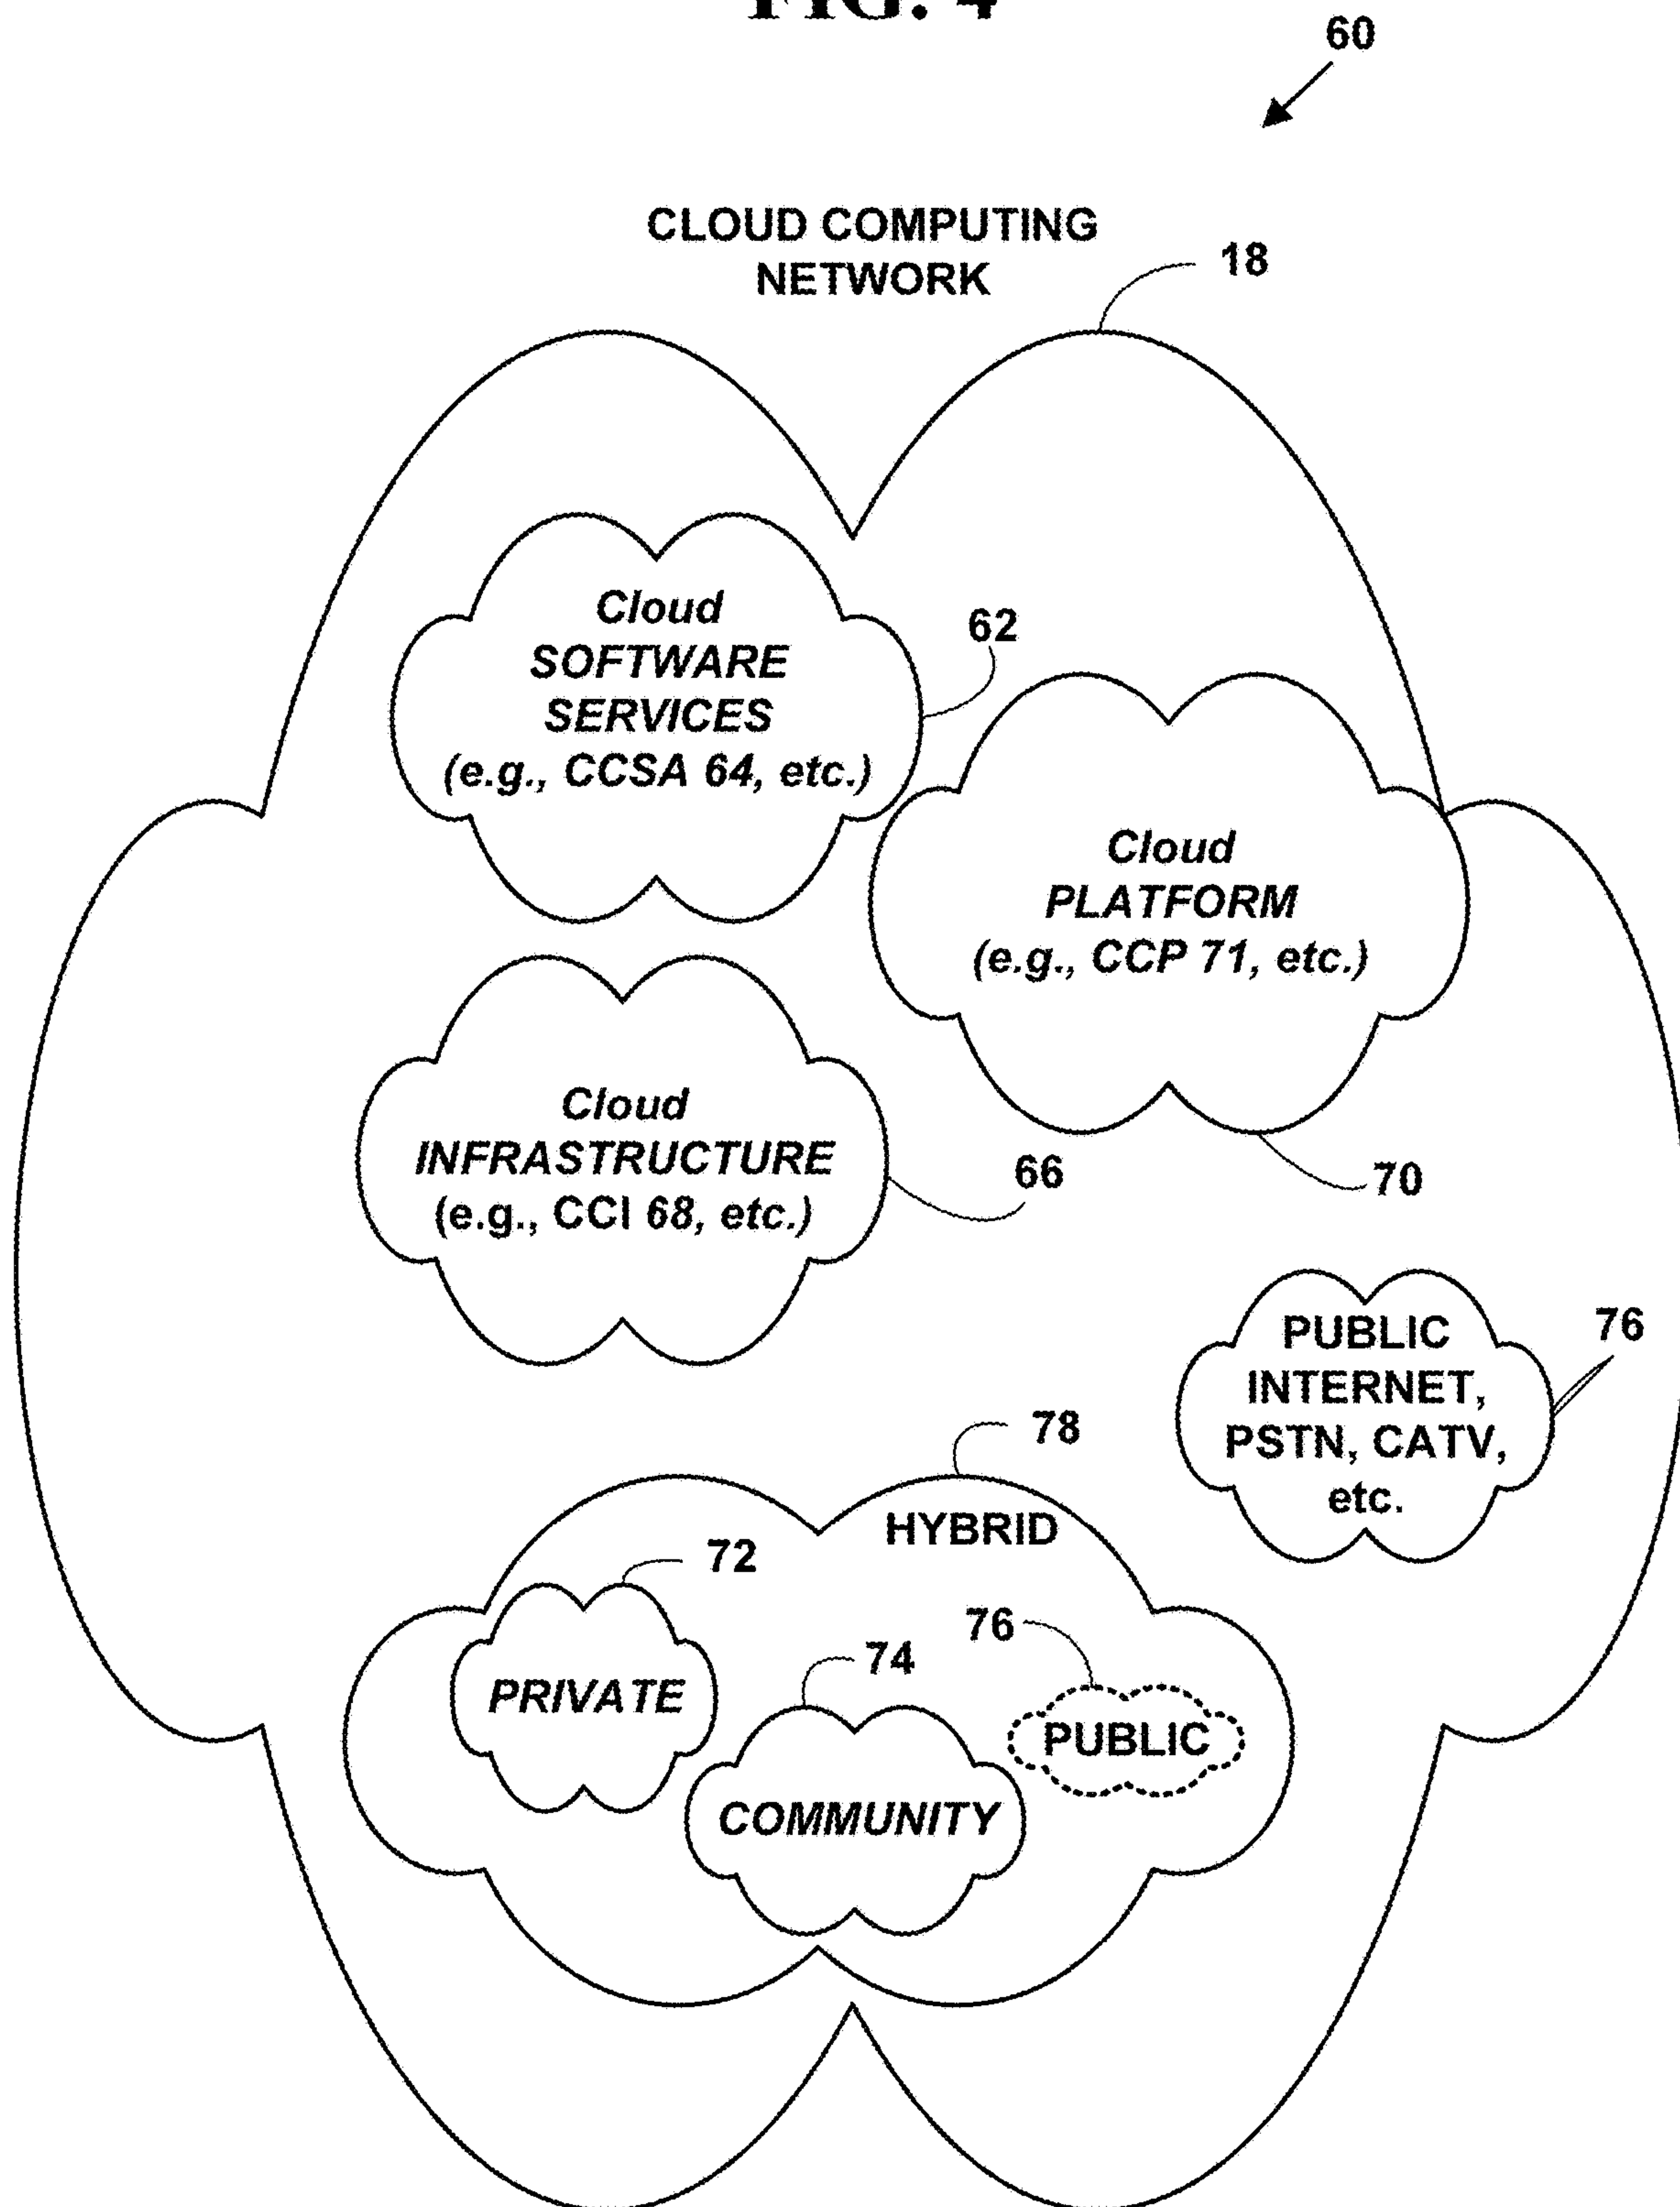 FIG. 4
60
CLOUD COMPUTING
NETWORK
18
Cloud
SOFTWARE
SERVICES
(e.g., CCSA 64, etc.)
62
Cloud
PLATFORM
(e.g., CCP 71, etc.)
70
Cloud
INFRASTRUCTURE
(e.g., CCI 68, etc.)
66
PUBLIC
INTERNET,
PSTN, CATV,
etc.
76
78
HYBRID
72
PRIVATE
74
COMMUNITY
76
PUBLIC